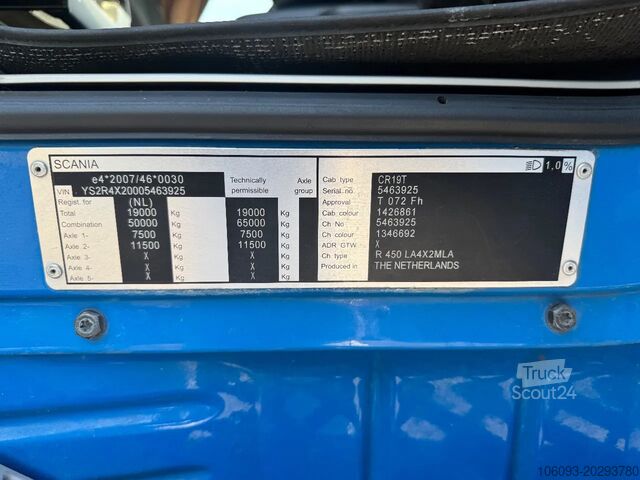 SCANIA
1,0 %
e4*2007/46*0030
Technically permissible
Axle group
VIN YS2R4X20005463925
Regist. for (NL)
Total 19000 Kg 19000 Kg
Combination 50000 Kg 65000 Kg
Axle 1- 7500 Kg 7500 Kg
Axle 2- 11500 Kg 11500 Kg
Axle 3- X Kg X Kg
Axle 4- X Kg X Kg
Axle 5- X Kg X Kg
Cab type CR19T
Serial no 5463925
Approval T 072 Fh
Cab. colour 1426861
Ch No 5463925
Ch colour 1346692
ADR, GTW X
Ch type R 450 LA4X2MLA
Produced in THE NETHERLANDS
Truck
Scout24
106093-20293780